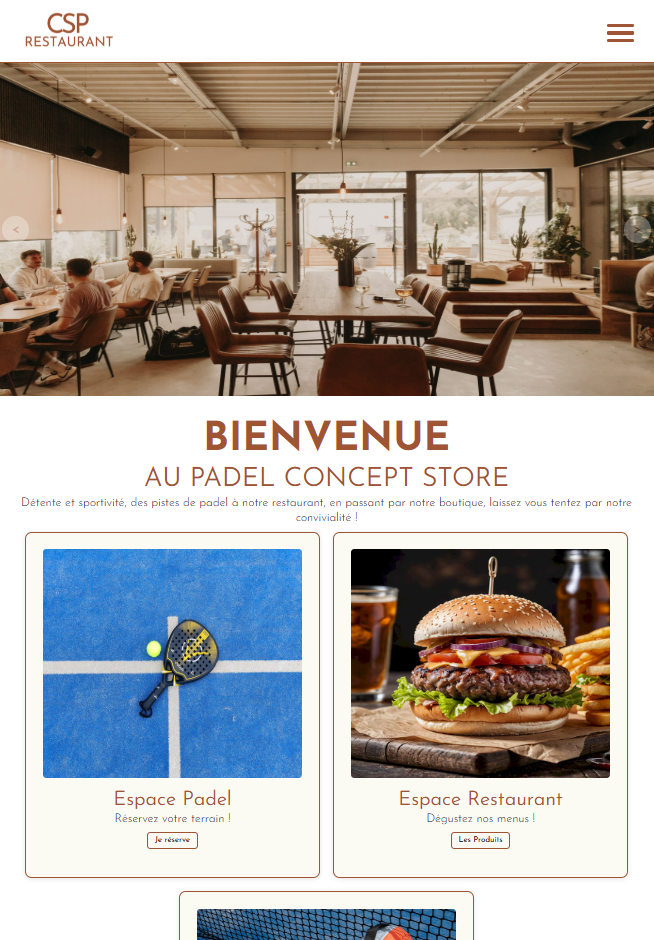 CSP
RESTAURANT
<
>
BIENVENUE
AU PADEL CONCEPT STORE
Détente et sportivité, des pistes de padel à notre restaurant, en passant par notre boutique, laissez vous tentez par notre
convivialité !
Espace Padel
Réservez votre terrain !
Je réserve
Espace Restaurant
Dégustez nos menus !
Les Produits